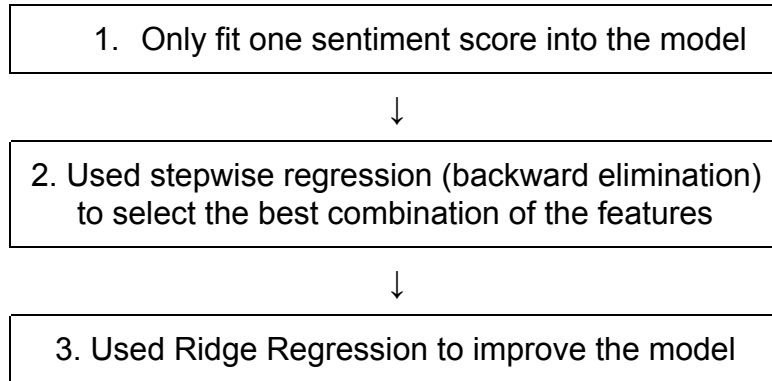 1. Only fit one sentiment score into the model
↓
2. Used stepwise regression (backward elimination)
to select the best combination of the features
↓
3. Used Ridge Regression to improve the model